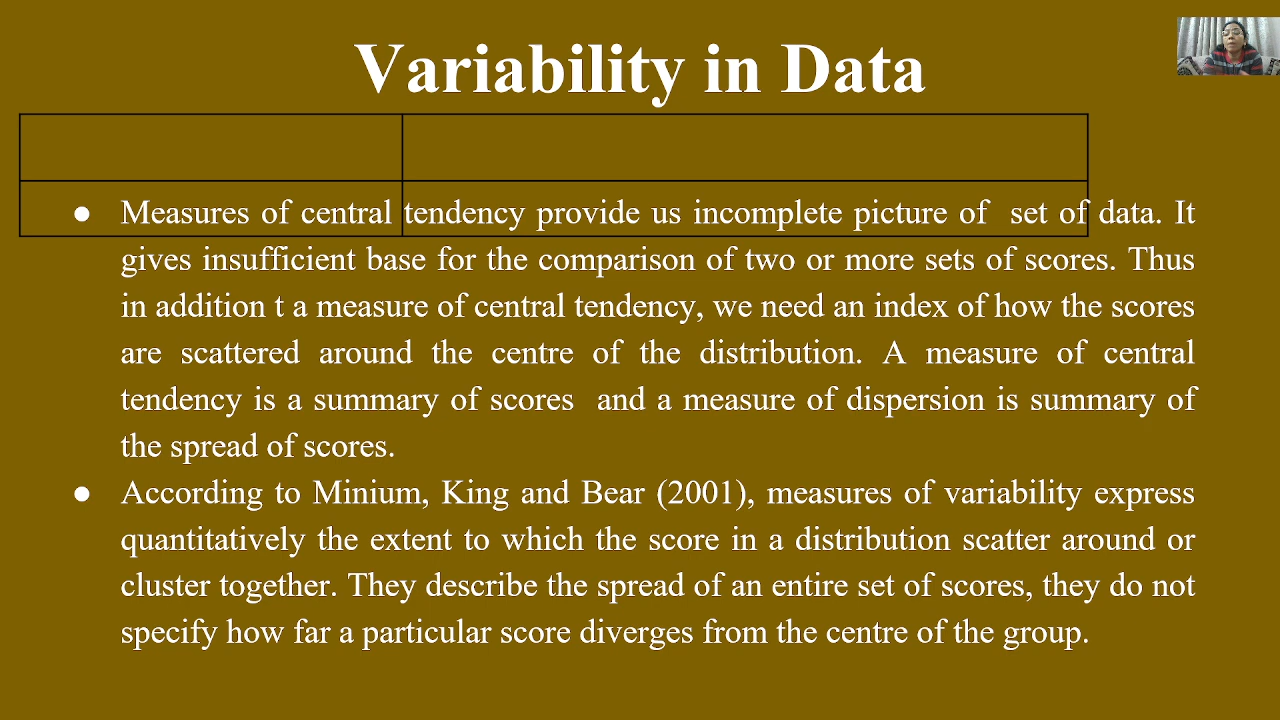 Variability in Data
● Measures of central tendency provide us incomplete picture of set of data. It
gives insufficient base for the comparison of two or more sets of scores. Thus
in addition t a measure of central tendency, we need an index of how the scores
are scattered around the centre of the distribution. A measure of central
tendency is a summary of scores and a measure of dispersion is summary of
the spread of scores.
● According to Minium, King and Bear (2001), measures of variability express
quantitatively the extent to which the score in a distribution scatter around or
cluster together. They describe the spread of an entire set of scores, they do not
specify how far a particular score diverges from the centre of the group.